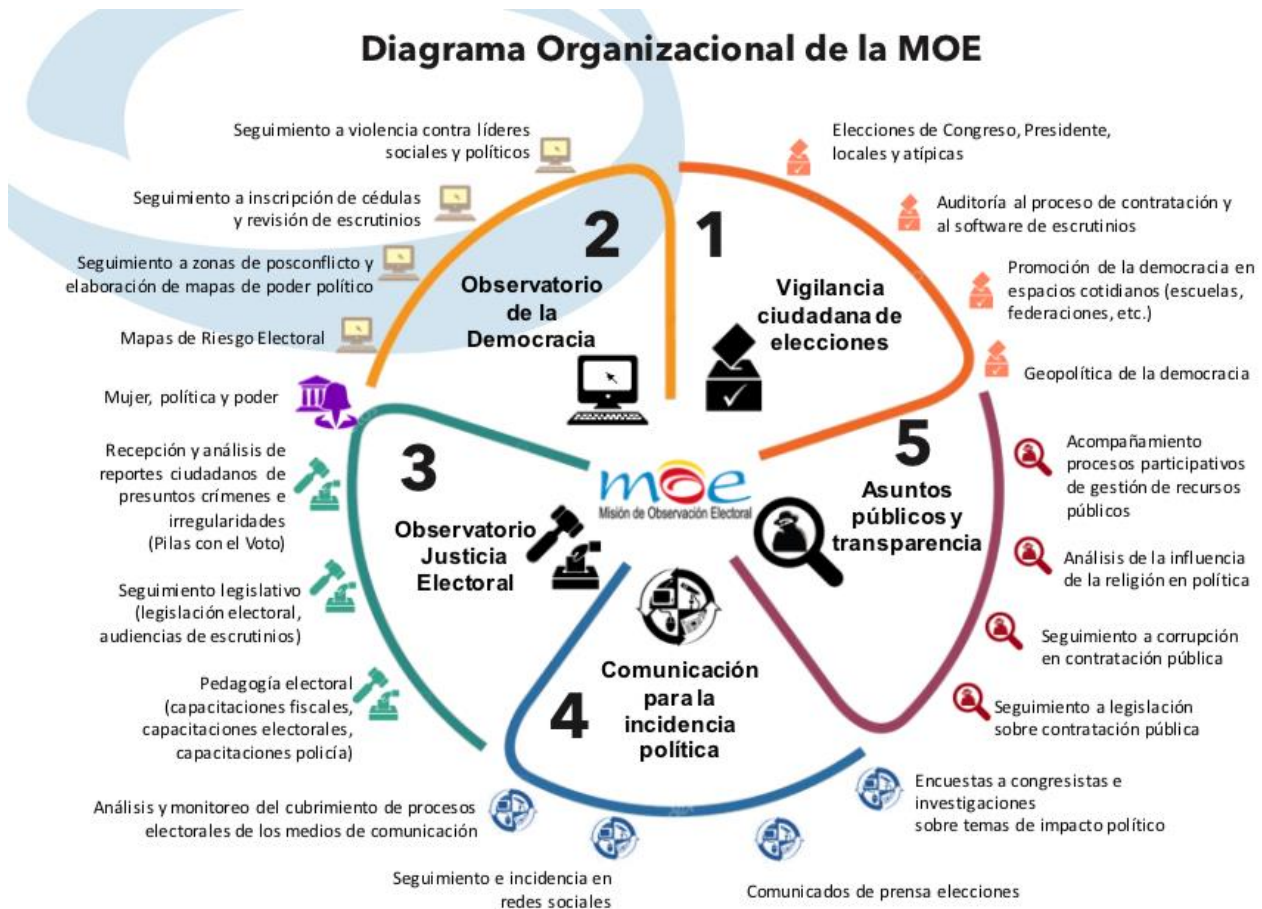 Diagrama Organizacional de la MOE
Seguimiento a violencia contra líderes
sociales y políticos
Seguimiento a inscripción de cédulas
y revisión de escrutinios
Seguimiento a zonas de posconflicto y
elaboración de mapas de poder político
Mapas de Riesgo Electoral
Mujer, política y poder
2
Observatorio
de la
Democracia
1
Vigilancia
ciudadana de
elecciones
Elecciones de Congreso, Presidente,
locales y atípicas
Auditoría al proceso de contratación y
al software de escrutinios
Promoción de la democracia en
espacios cotidianos (escuelas,
federaciones, etc.)
Geopolítica de la democracia
Recepción y análisis de
reportes ciudadanos de
presuntos crímenes e
irregularidades
(Pilas con el Voto)
Seguimiento legislativo
(legislación electoral,
audiencias de escrutinios)
Pedagogía electoral
(capacitaciones fiscales,
capacitaciones electorales,
capacitaciones policía)
3
Observatorio
Justicia
Electoral
moe
Misión de Observación Electoral
5
Asuntos
públicos y
transparencia
Acompañamiento
procesos participativos
de gestión de recursos
públicos
Análisis de la influencia
de la religión en política
Seguimiento a corrupción
en contratación pública
Seguimiento a legislación
sobre contratación pública
4
Comunicación
para la
incidencia
política
Análisis y monitoreo del cubrimiento de procesos
electorales de los medios de comunicación
Seguimiento e incidencia en
redes sociales
Comunicados de prensa elecciones
Encuestas a congresistas e
investigaciones
sobre temas de impacto político